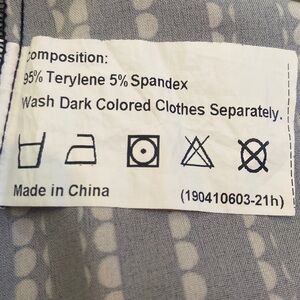 Composition:
95% Terylene 5% Spandex
Wash Dark Colored Clothes Separately.
Made in China
(190410603-21h)